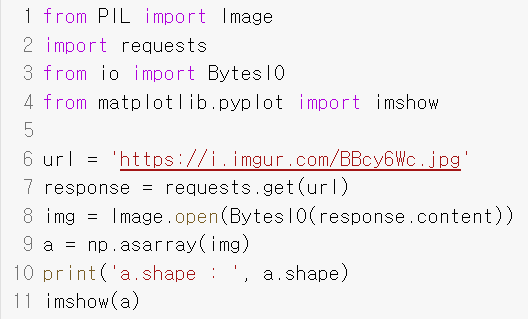 1 from PIL import Image
2 import requests
3 from io import BytesIO
4 from matplotlib.pyplot import imshow
5
6 url = 'https://i.imgur.com/BBcy6Wc.jpg'
7 response = requests.get(url)
8 img = Image.open(BytesIO(response.content))
9 a = np.asarray(img)
10 print('a.shape : ', a.shape)
11 imshow(a)